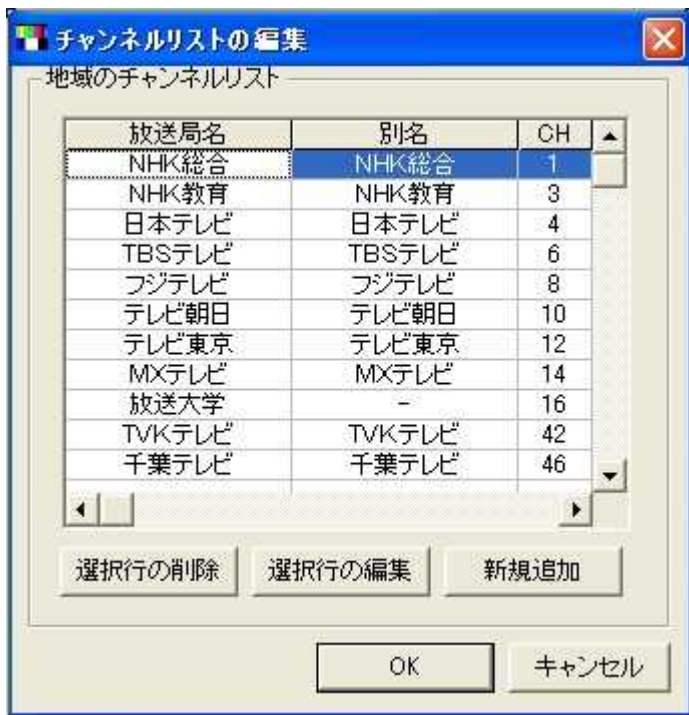 チャンネルリストの編集
地域のチャンネルリスト
放送局名 別名 CH
NHK総合 NHK総合 1
NHK教育 NHK教育 3
日本テレビ 日本テレビ 4
TBSテレビ TBSテレビ 6
フジテレビ フジテレビ 8
テレビ朝日 テレビ朝日 10
テレビ東京 テレビ東京 12
MXテレビ MXテレビ 14
放送大学 - 16
TVKテレビ TVKテレビ 42
千葉テレビ 千葉テレビ 46
選択行の削除 選択行の編集 新規追加
OK キャンセル